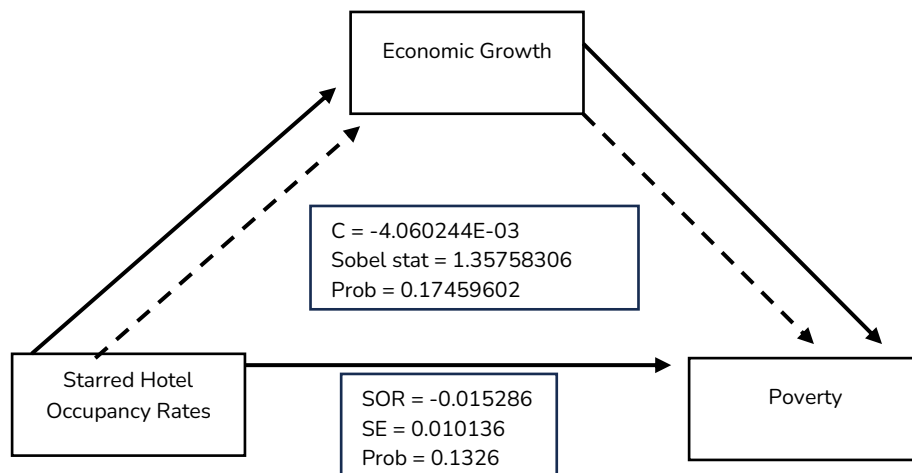 Economic Growth
C = -4.060244E-03
Sobel stat = 1.35758306
Prob = 0.17459602
Starred Hotel
Occupancy Rates
SOR = -0.015286
SE = 0.010136
Prob = 0.1326
Poverty